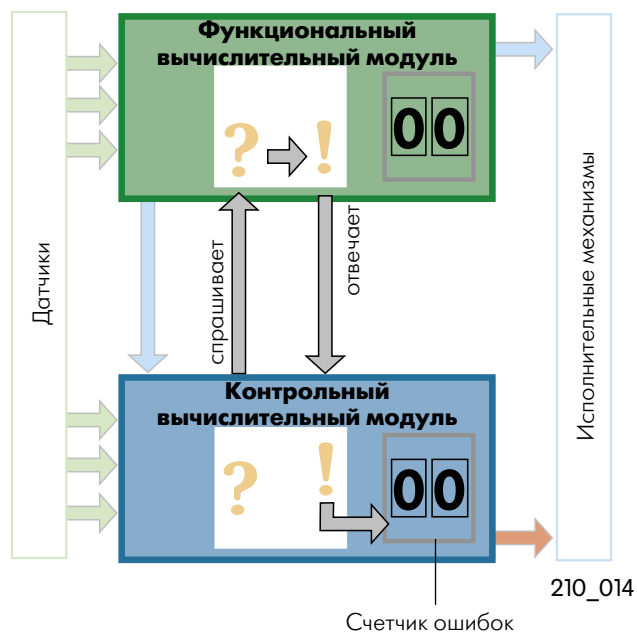 Функциональный
вычислительный модуль
? ! 00
Датчики
спрашивает
отвечает
Исполнительные механизмы
Контрольный
вычислительный модуль
? ! 00
210_014
Счетчик ошибок